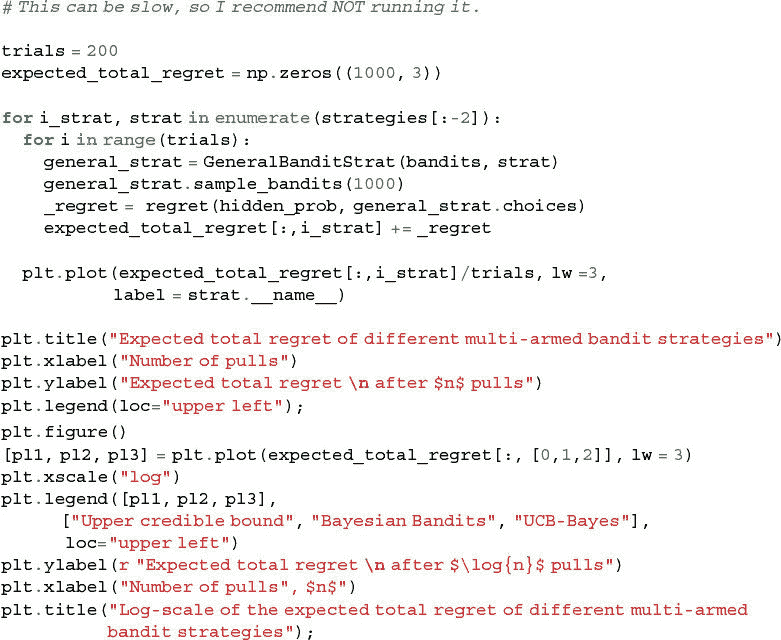 # This can be slow, so I recommend NOT running it.
trials = 200
expected_total_regret = np.zeros((1000, 3))
for i_strat, strat in enumerate(strategies[:-2]):
  for i in range(trials):
    general_strat = GeneralBanditStrat(bandits, strat)
    general_strat.sample_bandits(1000)
    _regret = regret(hidden_prob, general_strat.choices)
    expected_total_regret[:,i_strat] += _regret
  plt.plot(expected_total_regret[:,i_strat]/trials, lw =3,
           label = strat.__name__)
plt.title("Expected total regret of different multi-armed bandit strategies")
plt.xlabel("Number of pulls")
plt.ylabel("Expected total regret \n after $n$ pulls")
plt.legend(loc="upper left");
plt.figure()
[pl1, pl2, pl3] = plt.plot(expected_total_regret[:, [0,1,2]], lw = 3)
plt.xscale("log")
plt.legend([pl1, pl2, pl3],
      ["Upper credible bound", "Bayesian Bandits", "UCB-Bayes"],
      loc="upper left")
plt.ylabel(r "Expected total regret \n after $\log{n}$ pulls")
plt.xlabel("Number of pulls", $n$")
plt.title("Log-scale of the expected total regret of different multi-armed
          bandit strategies");